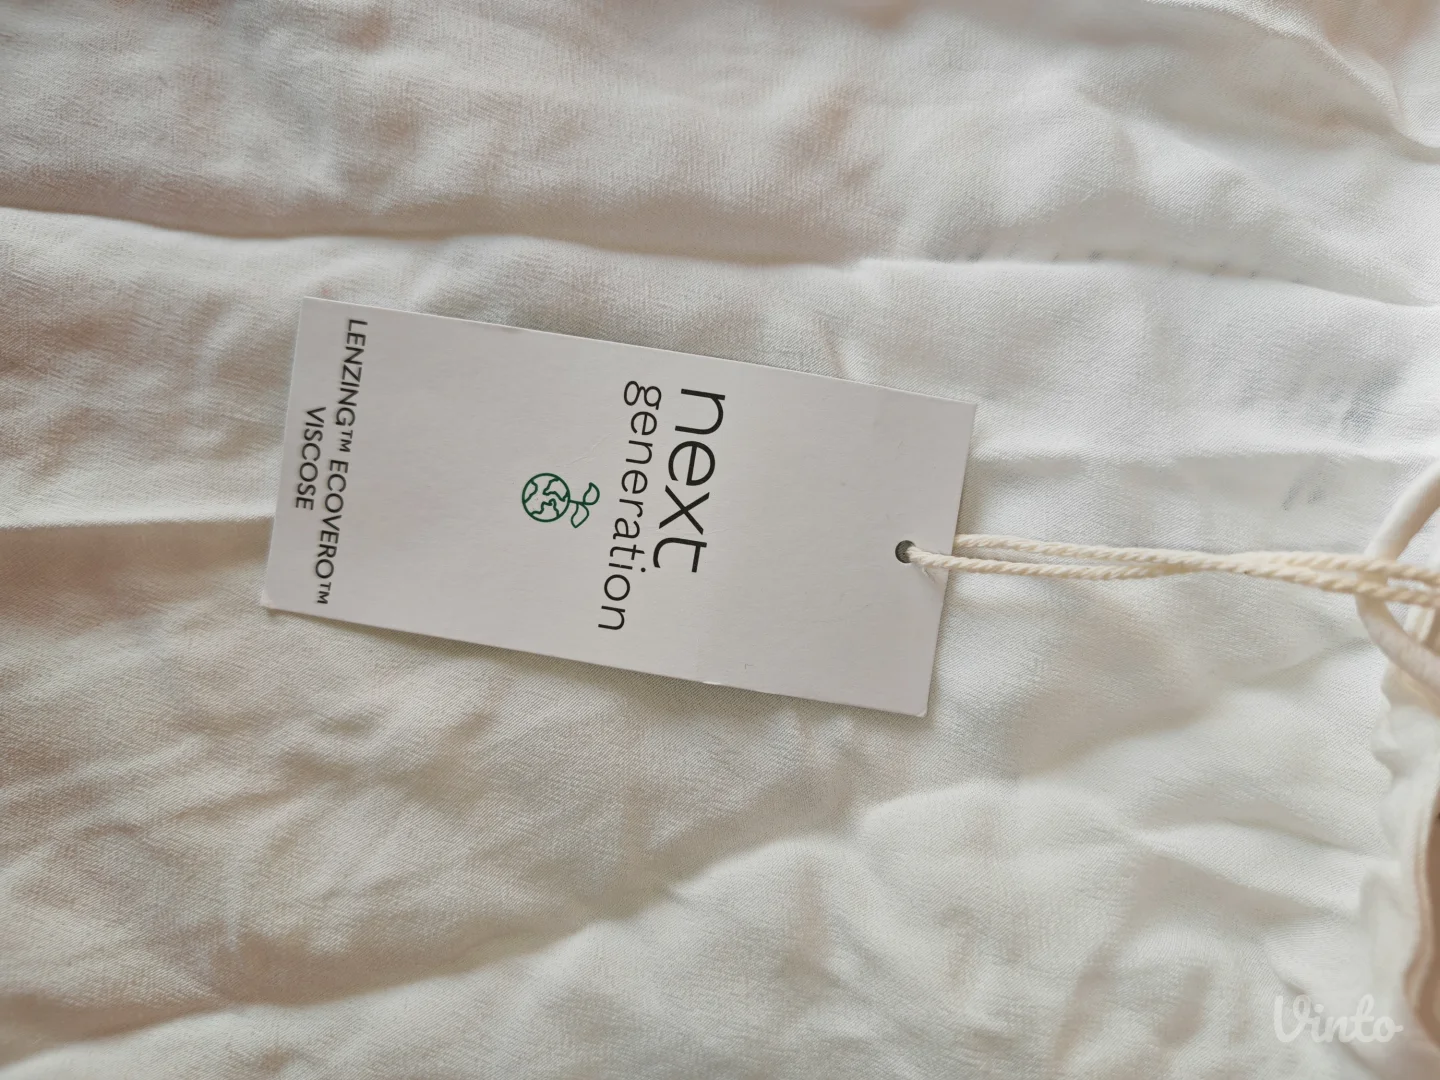 next
generation
LENZING™ ECOVERO™
VISCOSE
Vinto